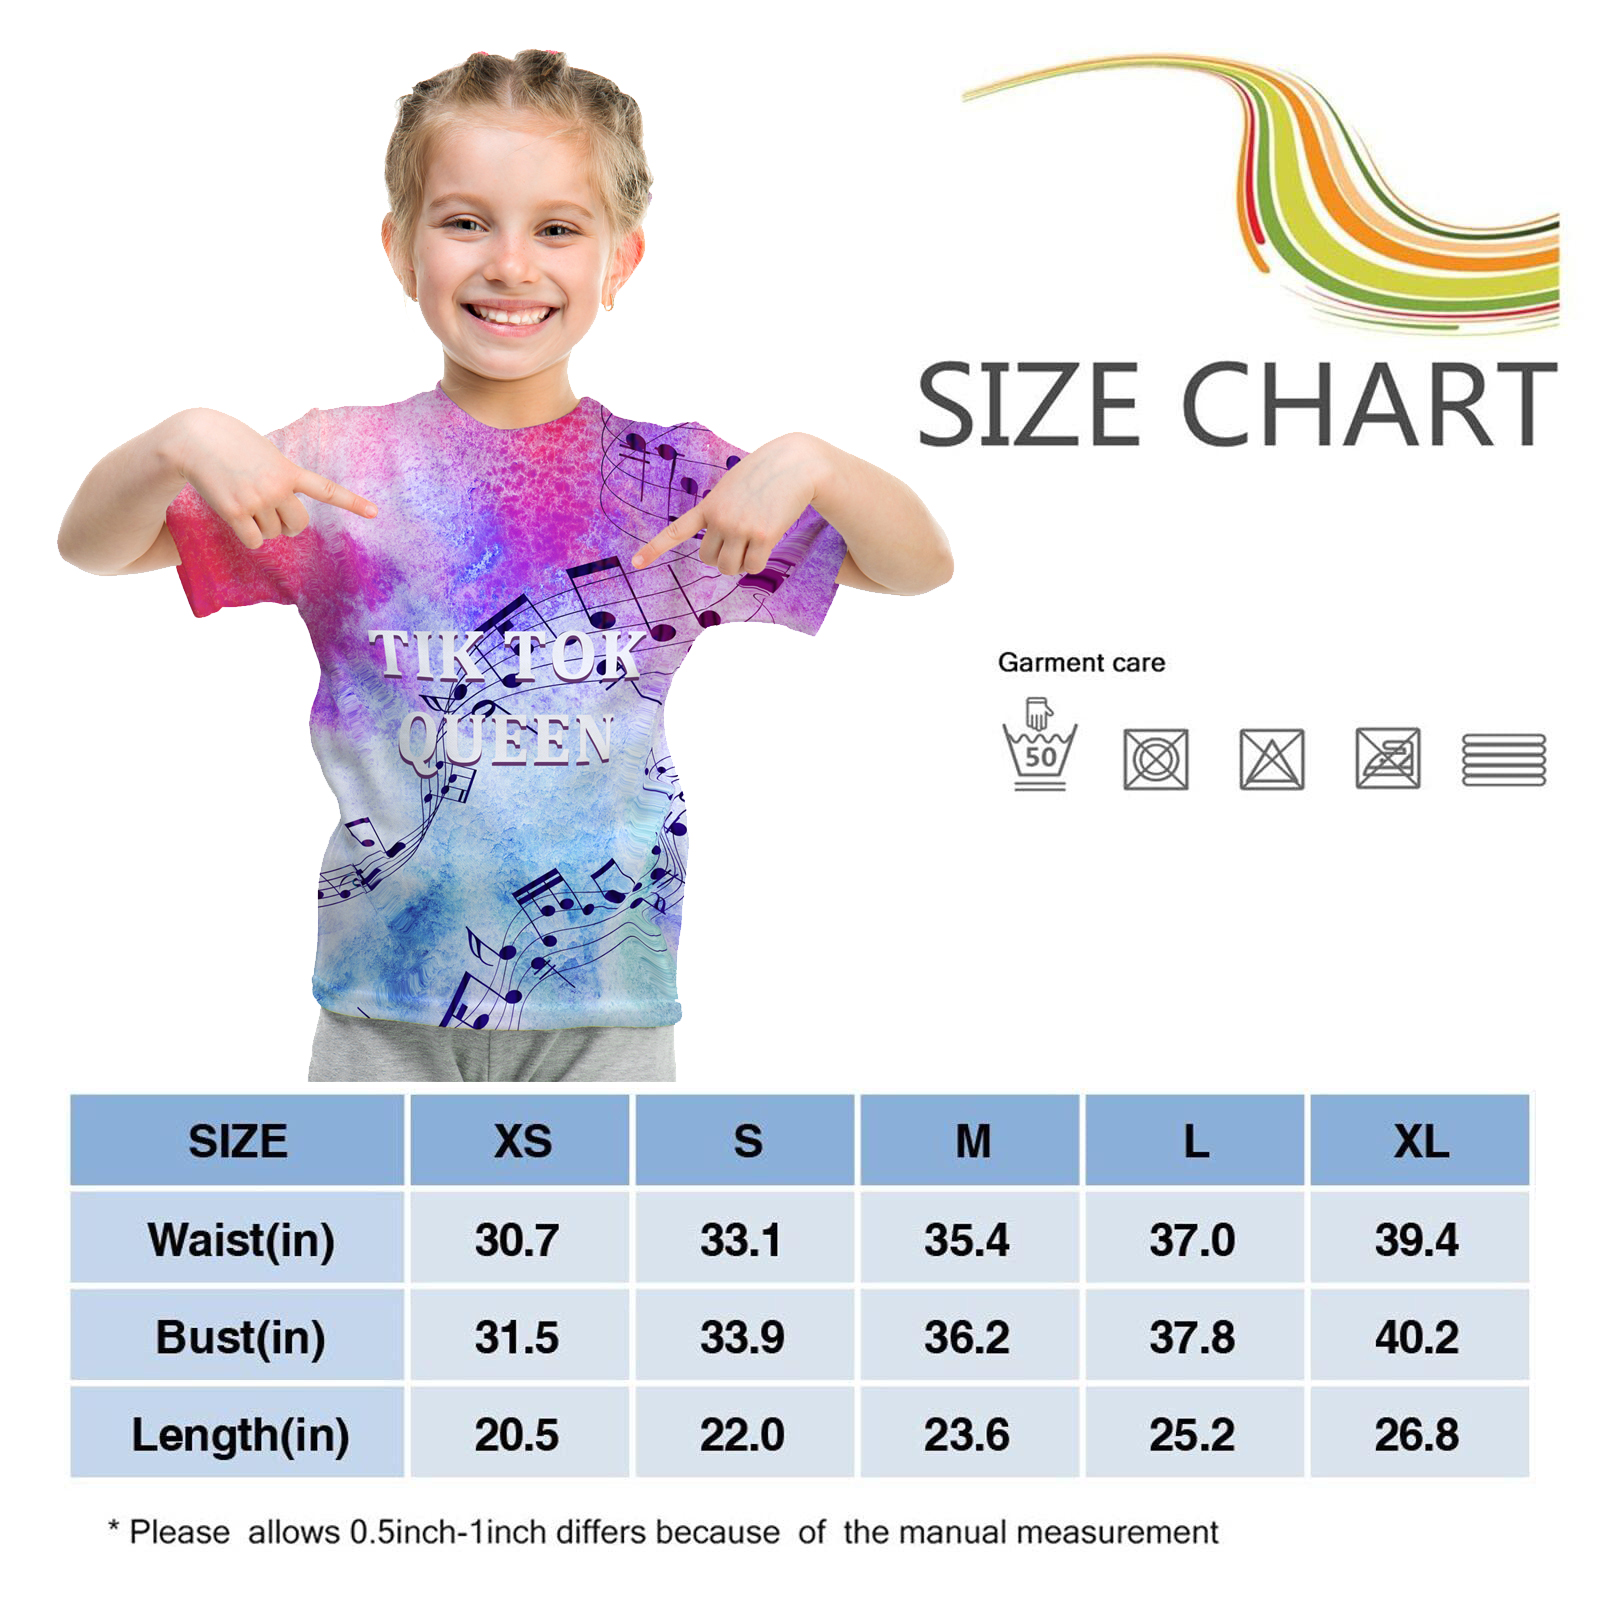 SIZE CHART
TIK TOK
QUEEN
Garment care
50
SIZE XS S M L XL
Waist(in) 30.7 33.1 35.4 37.0 39.4
Bust(in) 31.5 33.9 36.2 37.8 40.2
Length(in) 20.5 22.0 23.6 25.2 26.8
* Please allows 0.5inch-1inch differs because of the manual measurement